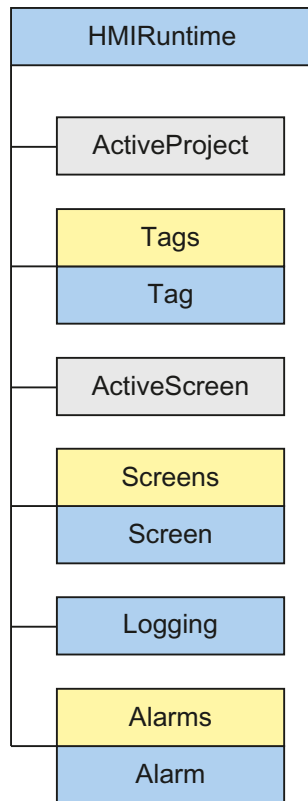 HMIRuntime
ActiveProject
Tags
Tag
ActiveScreen
Screens
Screen
Logging
Alarms
Alarm